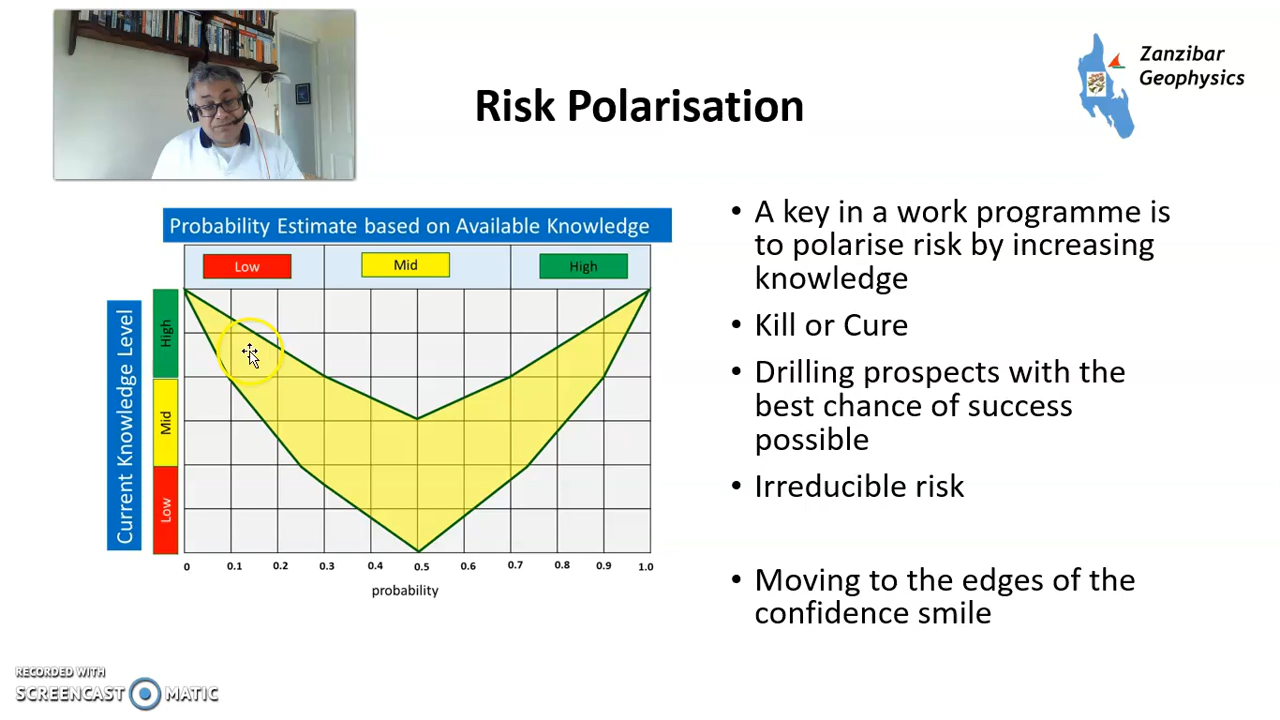 Zanzibar
Geophysics
Risk Polarisation
Probability Estimate based on Available Knowledge
Low
Mid
High
Current Knowledge Level
High
Mid
Low
0 0.1 0.2 0.3 0.4 0.5 0.6 0.7 0.8 0.9 1.0
probability
• A key in a work programme is
to polarise risk by increasing
knowledge
• Kill or Cure
• Drilling prospects with the
best chance of success
possible
• Irreducible risk
• Moving to the edges of the
confidence smile
RECORDED WITH
SCREENCAST MATIC